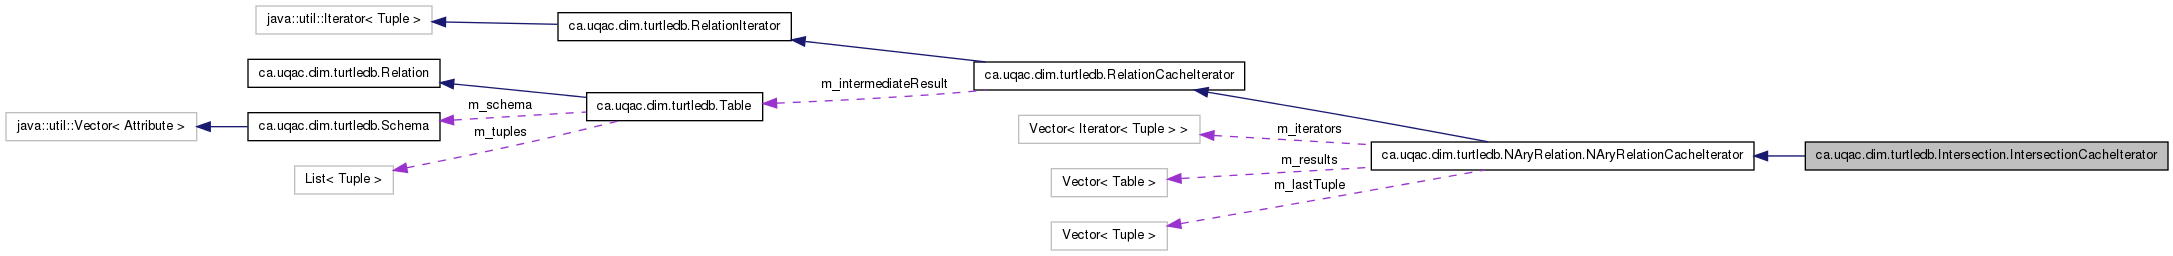 java::util::Iterator< Tuple >
ca.uqac.dim.turtledb.RelationIterator
ca.uqac.dim.turtledb.Relation
ca.uqac.dim.turtledb.RelationCacheIterator
m_intermediateResult
m_schema
ca.uqac.dim.turtledb.Table
java::util::Vector< Attribute >
ca.uqac.dim.turtledb.Schema
m_tuples
Vector< Iterator< Tuple > >
m_iterators
List< Tuple >
m_results
ca.uqac.dim.turtledb.NAryRelation.NAryRelationCacheIterator
ca.uqac.dim.turtledb.Intersection.IntersectionCacheIterator
Vector< Table >
m_lastTuple
Vector< Tuple >